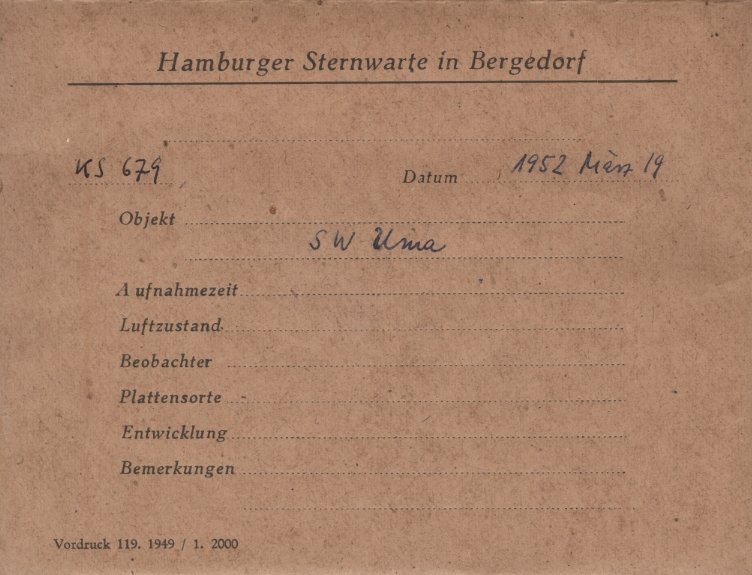 Hamburger Sternwarte in Bergedorf
KS 679 Datum 1952 März 19
Objekt
SW Uma
Aufnahmezeit
Luftzustand
Beobachter
Plattensorte
Entwicklung
Bemerkungen
Vordruck 119. 1949 / 1. 2000